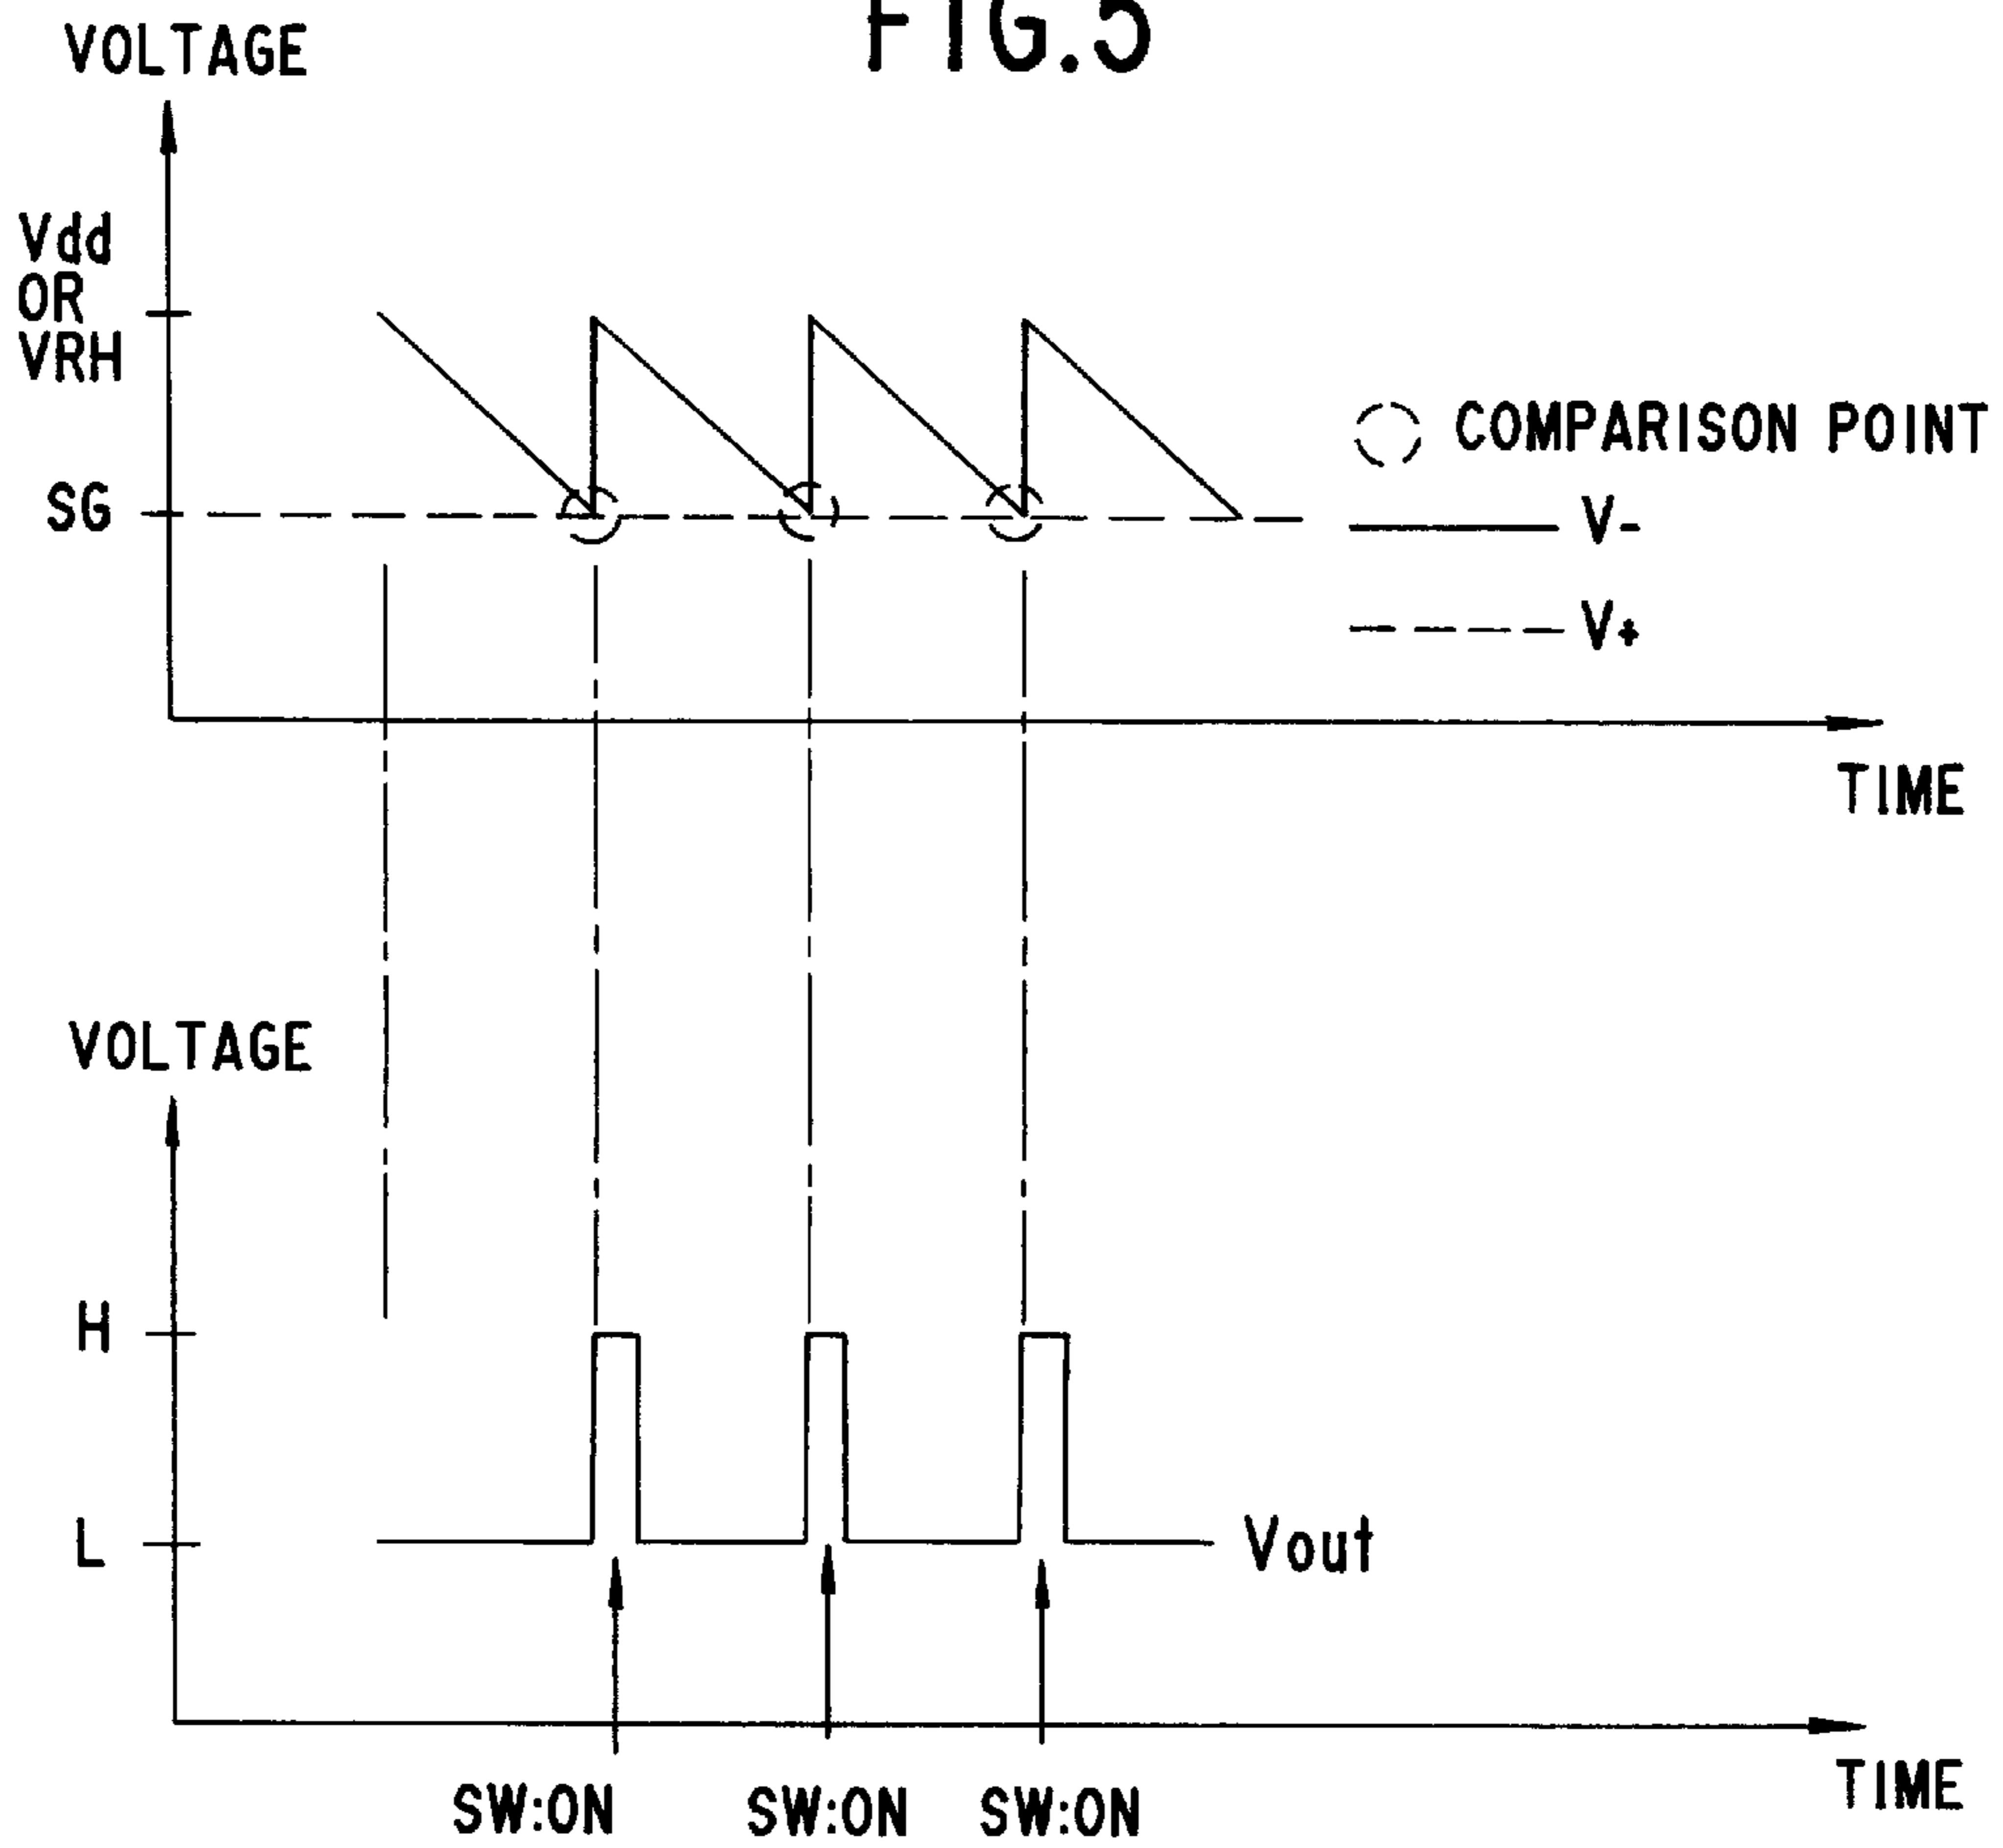 FIG.5
VOLTAGE
Vdd
OR
VRH
SG
COMPARISON POINT
V-
V+
TIME
VOLTAGE
H
L
Vout
SW:ON SW:ON SW:ON
TIME